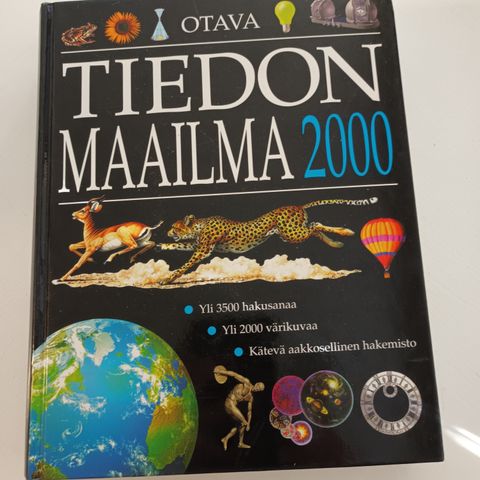 OTAVA
TIEDON
MAAILMA 2000
Yli 3500 hakusanaa
Yli 2000 värikuvaa
Kätevä aakkosellinen hakemisto